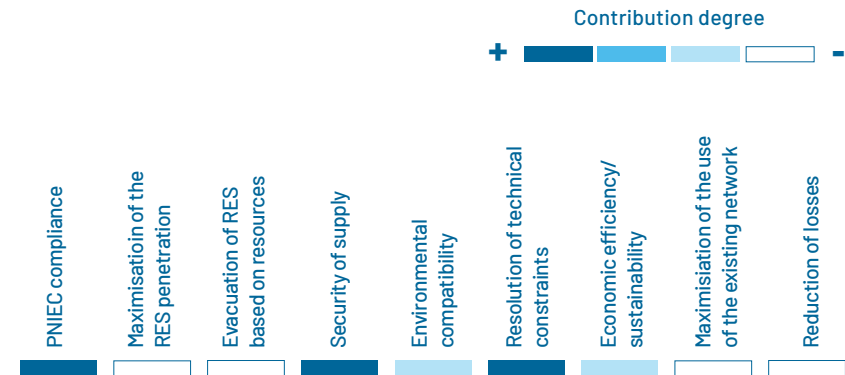 Contribution degree
+ -
PNIEC compliance
Maximisatioin of the
RES penetration
Evacuation of RES
based on resources
Security of supply
Environmental
compatibility
Resolution of technical
constraints
Economic efficiency/
sustainability
Maximisiation of the use
of the existing network
Reduction of losses